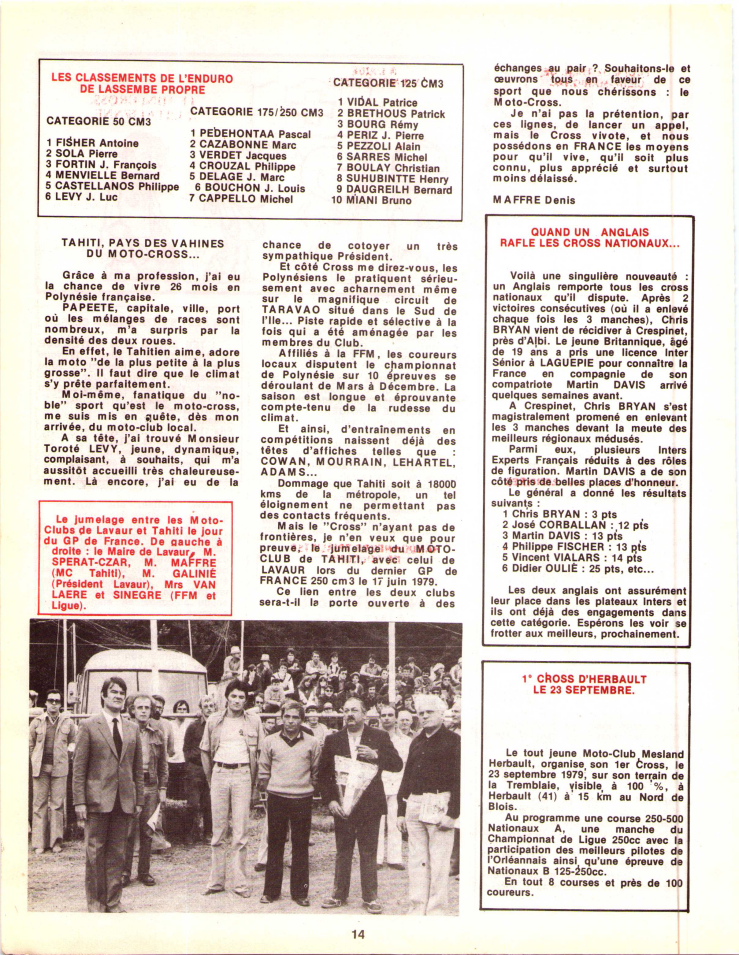 LES CLASSEMENTS DE L'ENDURO
DE LASSEMBE PROPRE
CATEGORIE 50 CM3
1 FISHER Antoine
2 SOLA Pierre
3 FORTIN J. François
4 MENVIELLE Bernard
5 CASTELLANOS Philippe
6 LEVY J. Luc
CATEGORIE 175/250 CM3
1 PEDEHONTAA Pascal
2 CAZABONNE Marc
3 VERDET Jacques
4 CROUZAL Philippe
5 DELAGE J. Marc
6 BOUCHON J. Louis
7 CAPPELLO Michel
CATEGORIE 125 CM3
1 VIDAL Patrice
2 BRETHOUS Patrick
3 BOURG Rémy
4 PERIZ J. Pierre
5 PEZZOLI Alain
6 SARRES Michel
7 BOULAY Christian
8 SUHUBINTTE Henry
9 DAUGREILH Bernard
10 MIANI Bruno
TAHITI, PAYS DES VAHINES
DU MOTO-CROSS...
Grâce à ma profession, j'ai eu
la chance de vivre 26 mois en
Polynésie française.
PAPEETE, capitale, ville, port
où les mélanges de races sont
nombreux, m'a surpris par la
densité des deux roues.
En effet, le Tahitien aime, adore
la moto "de la plus petite à la plus
grosse". Il faut dire que le climat
s'y prête parfaitement.
Moi-même, fanatique du "no-
ble" sport qu'est le moto-cross,
me suis mis en quête, dès mon
arrivée, du moto-club local.
A sa tête, j'ai trouvé Monsieur
Toroté LEVY, jeune, dynamique,
complaisant, à souhaits, qui m'a
aussitôt accueilli très chaleureuse-
ment. Là encore, j'ai eu de la
Le jumelage entre les Moto-
Clubs de Lavaur et Tahiti le jour
du GP de France. De gauche à
droite : le Maire de Lavaur, M.
SPERAT-CZAR, M. MAFFRE
(MC Tahiti), M. GALINIÉ
(Président Lavaur), Mrs VAN
LAERE et SINEGRE (FFM et
Ligue).
chance de cotoyer un très
sympathique Président.
Et côté Cross me direz-vous, les
Polynésiens le pratiquent sérieu-
sement avec acharnement même
sur le magnifique circuit de
TARAVAO situé dans le Sud de
l'Ile... Piste rapide et sélective à la
fois qui a été aménagée par les
membres du Club.
Affiliés à la FFM, les coureurs
locaux disputent le championnat
de Polynésie sur 10 épreuves se
déroulant de Mars à Décembre. La
saison est longue et éprouvante
compte-tenu de la rudesse du
climat.
Et ainsi, d'entraînements en
compétitions naissent déjà des
têtes d'affiches telles que :
COWAN, MOURRAIN, LEHARTEL,
ADAMS...
Dommage que Tahiti soit à 18000
kms de la métropole, un tel
éloignement ne permettant pas
des contacts fréquents.
Mais le "Cross" n'ayant pas de
frontières, je n'en veux que pour
preuve, le jumelage du MOTO-
CLUB de TAHITI, avec celui de
LAVAUR lors du dernier GP de
FRANCE 250 cm3 le 17 juin 1979.
Ce lien entre les deux clubs
sera-t-il la porte ouverte à des
échanges au pair ? Souhaitons-le et
œuvrons tous en faveur de ce
sport que nous chérissons : le
Moto-Cross.
Je n'ai pas la prétention, par
ces lignes, de lancer un appel,
mais le Cross vivote, et nous
possédons en FRANCE les moyens
pour qu'il vive, qu'il soit plus
connu, plus apprécié et surtout
moins délaissé.
MAFFRE Denis
QUAND UN ANGLAIS
RAFLE LES CROSS NATIONAUX...
Voilà une singulière nouveauté :
un Anglais remporte tous les cross
nationaux qu'il dispute. Après 2
victoires consécutives (où il a enlevé
chaque fois les 3 manches), Chris
BRYAN vient de récidiver à Crespinet,
près d'Albi. Le jeune Britannique, âgé
de 19 ans a pris une licence Inter
Sénior à LAGUEPIE pour connaître la
France en compagnie de son
compatriote Martin DAVIS arrivé
quelques semaines avant.
A Crespinet, Chris BRYAN s'est
magistralement promené en enlevant
les 3 manches devant la meute des
meilleurs régionaux médusés.
Parmi eux, plusieurs Inters
Experts Français réduits à des rôles
de figuration. Martin DAVIS a de son
côté pris de belles places d'honneur.
Le général a donné les résultats
suivants :
1 Chris BRYAN : 3 pts
2 José CORBALLAN : 12 pts
3 Martin DAVIS : 13 pts
4 Philippe FISCHER : 13 pts
5 Vincent VIALARS : 14 pts
6 Didier OULIÉ : 25 pts, etc...
Les deux anglais ont assurément
leur place dans les plateaux Inters et
ils ont déjà des engagements dans
cette catégorie. Espérons les voir se
frotter aux meilleurs, prochainement.
1° CROSS D'HERBAULT
LE 23 SEPTEMBRE.
Le tout jeune Moto-Club Mesland
Herbault, organise son 1er Cross, le
23 septembre 1979, sur son terrain de
la Tremblaie, visible à 100 %, à
Herbault (41) à 15 km au Nord de
Blois.
Au programme une course 250-500
Nationaux A, une manche du
Championnat de Ligue 250cc avec la
participation des meilleurs pilotes de
l'Orléannais ainsi qu'une épreuve de
Nationaux B 125-250cc.
En tout 8 courses et près de 100
coureurs.
14